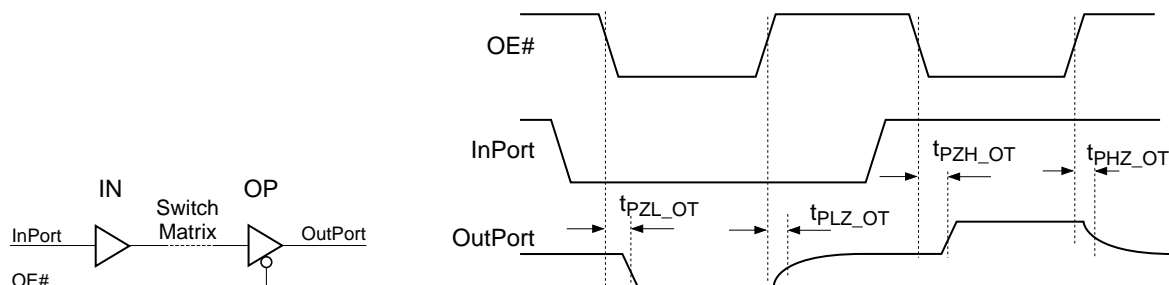 OE#
InPort
tPZH_OT
tPHZ_OT
IN
OP
Switch
Matrix
InPort
OutPort
tPZL_OT
tPLZ_OT
OutPort
OE#